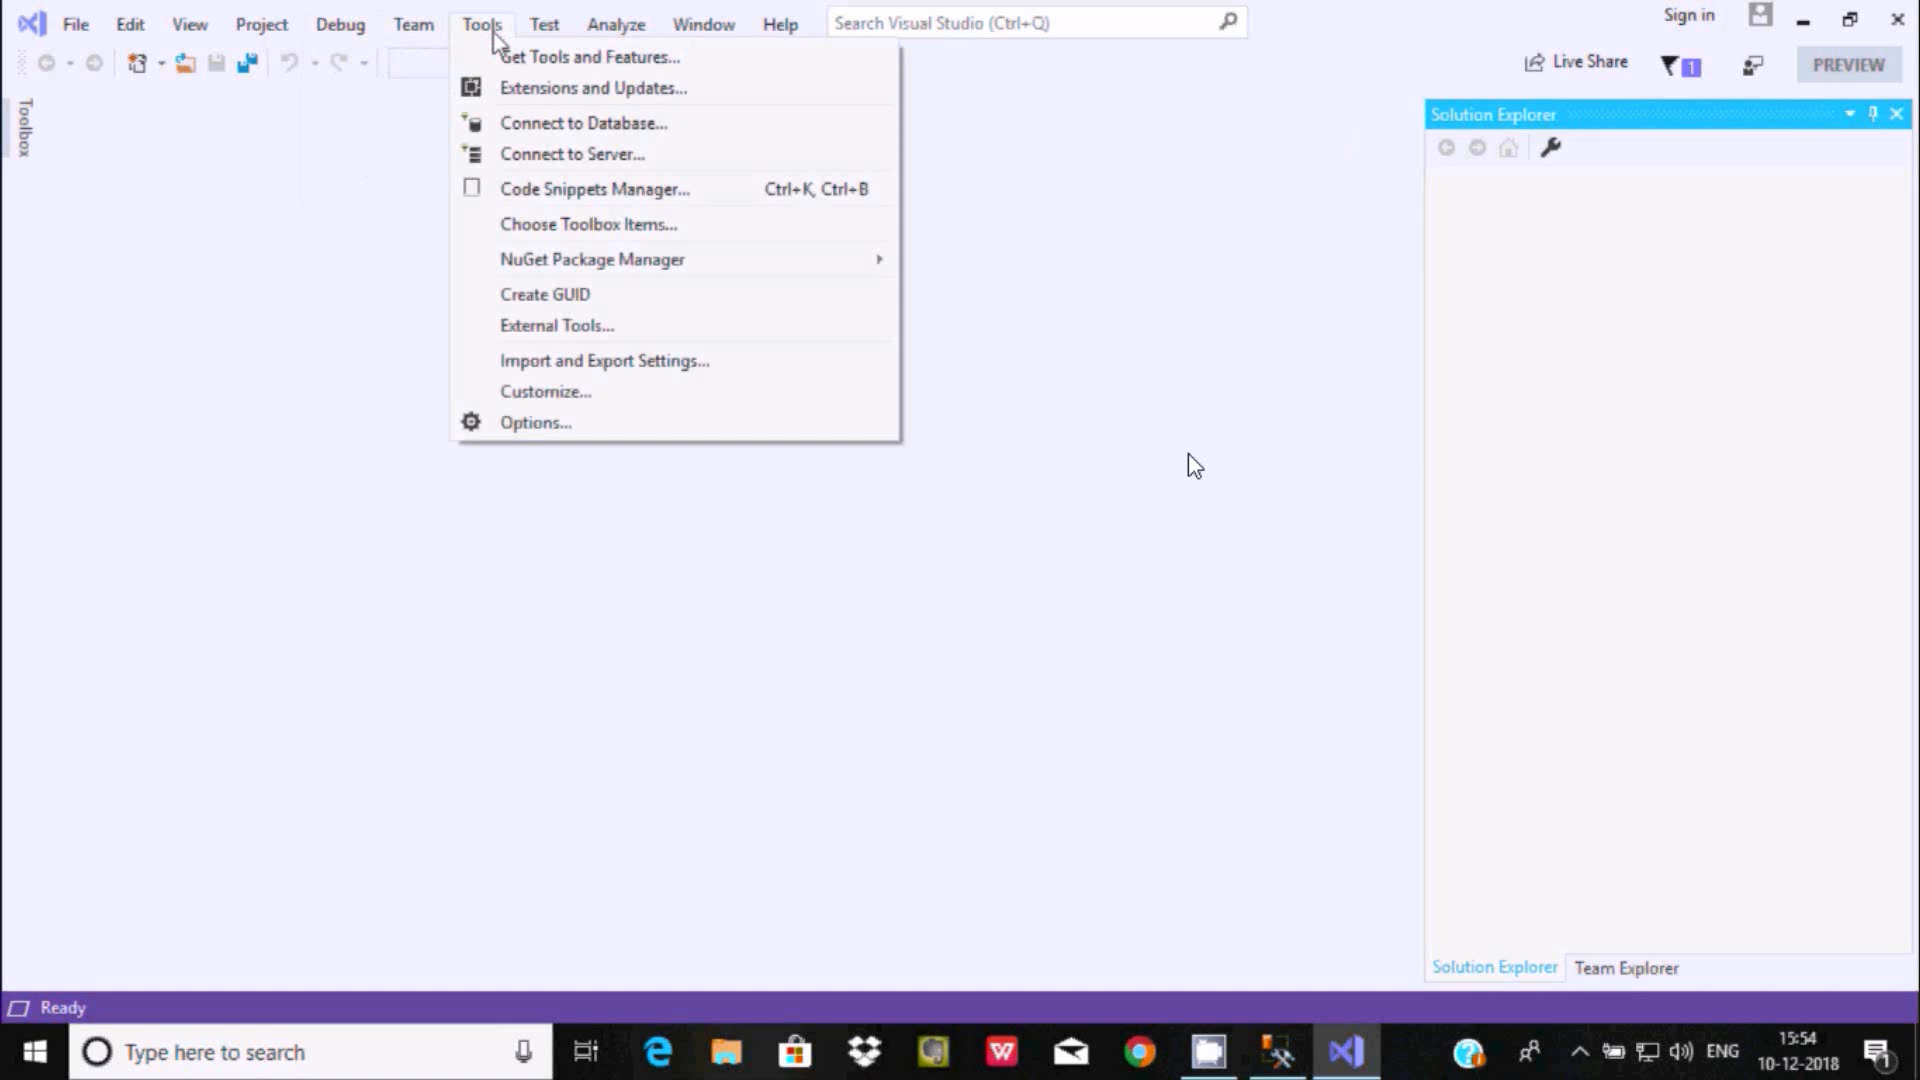 File Edit View Project Debug Team Tools Test Analyze Window Help Search Visual Studio (Ctrl+Q) Sign in
Live Share 1 PREVIEW
Toolbox
Get Tools and Features...
Extensions and Updates...
Connect to Database...
Connect to Server...
Code Snippets Manager... Ctrl+K, Ctrl+B
Choose Toolbox Items...
NuGet Package Manager
Create GUID
External Tools...
Import and Export Settings...
Customize...
Options...
Solution Explorer
Solution Explorer Team Explorer
Ready
Type here to search
ENG
15:54
10-12-2018
1